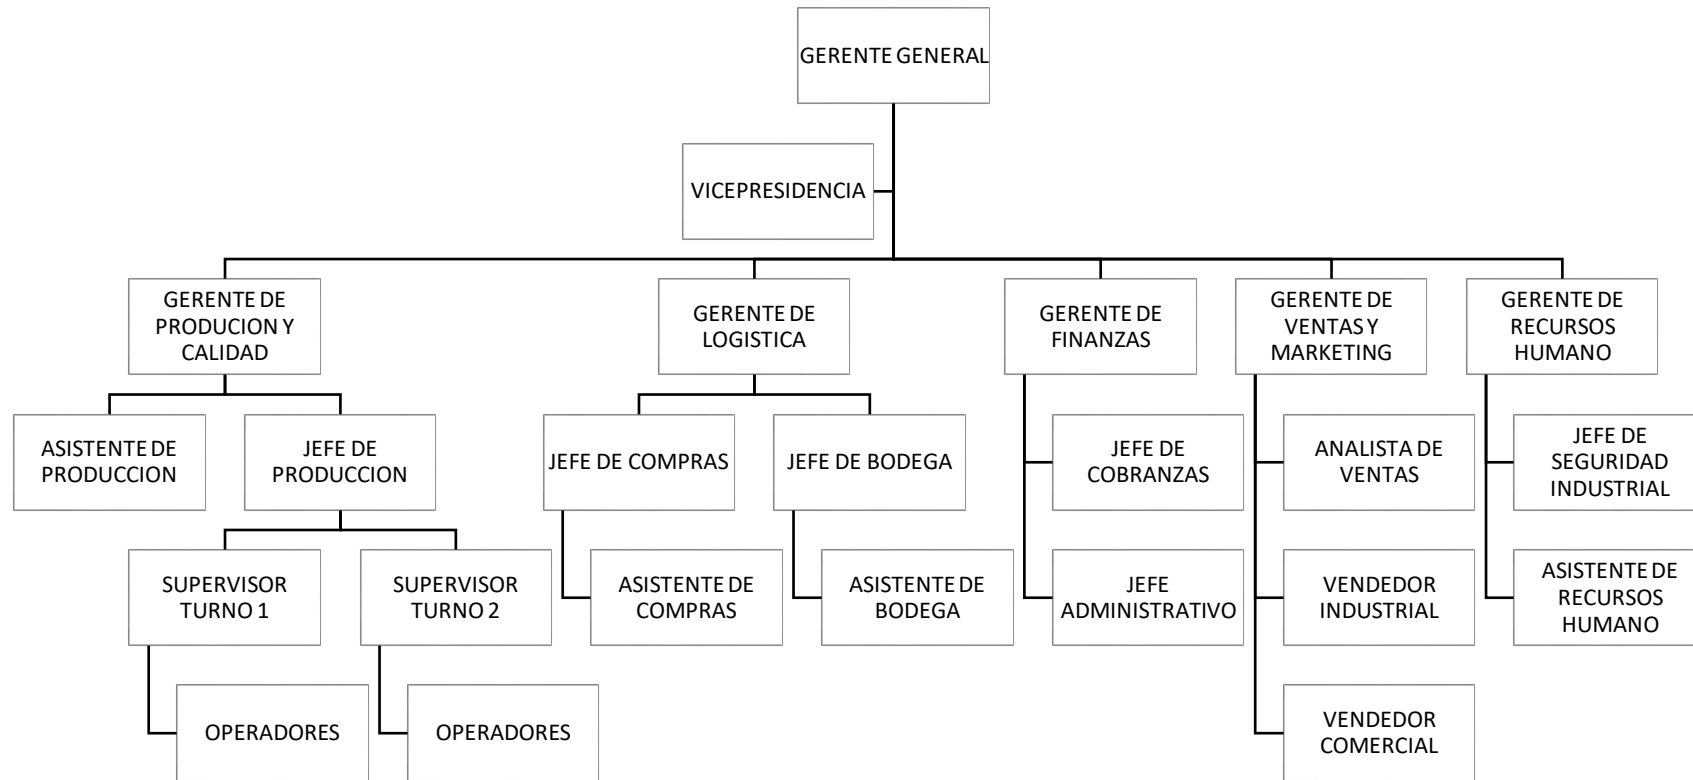 GERENTE GENERAL
VICEPRESIDENCIA
GERENTE DE
PRODUCION Y
CALIDAD
GERENTE DE
LOGISTICA
GERENTE DE
FINANZAS
GERENTE DE
VENTAS Y
MARKETING
GERENTE DE
RECURSOS
HUMANO
ASISTENTE DE
PRODUCCION
JEFE DE
PRODUCCION
JEFE DE COMPRAS
JEFE DE BODEGA
JEFE DE
COBRANZAS
ANALISTA DE
VENTAS
JEFE DE
SEGURIDAD
INDUSTRIAL
SUPERVISOR
TURNO 1
SUPERVISOR
TURNO 2
ASISTENTE DE
COMPRAS
ASISTENTE DE
BODEGA
JEFE
ADMINISTRATIVO
VENDEDOR
INDUSTRIAL
ASISTENTE DE
RECURSOS
HUMANO
OPERADORES
OPERADORES
VENDEDOR
COMERCIAL